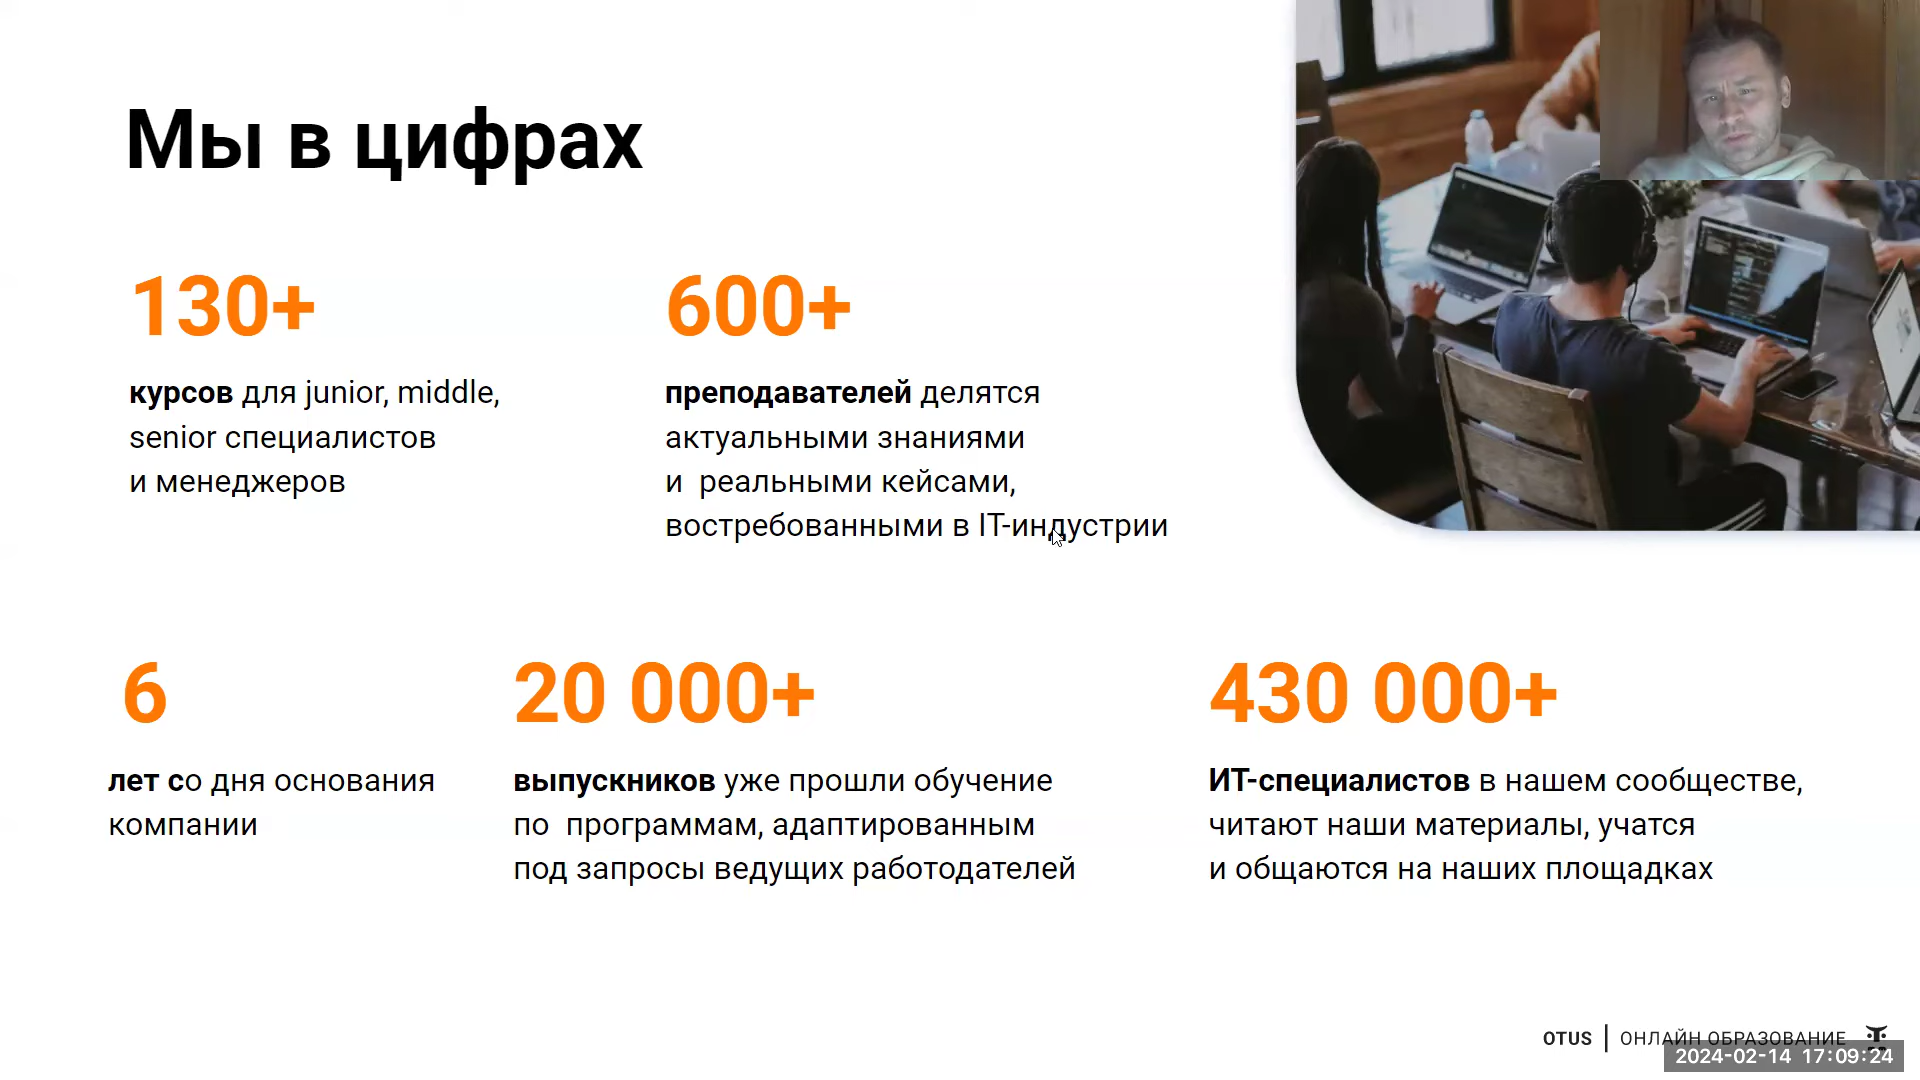 Мы в цифрах
130+
курсов для junior, middle,
senior специалистов
и менеджеров
600+
преподавателей делятся
актуальными знаниями
и реальными кейсами,
востребованными в IT-индустрии
6
лет со дня основания
компании
20 000+
выпускников уже прошли обучение
по программам, адаптированным
под запросы ведущих работодателей
430 000+
ИТ-специалистов в нашем сообществе,
читают наши материалы, учатся
и общаются на наших площадках
OTUS | ОНЛАЙН ОБРАЗОВАНИЕ
2024-02-14 17:09:24